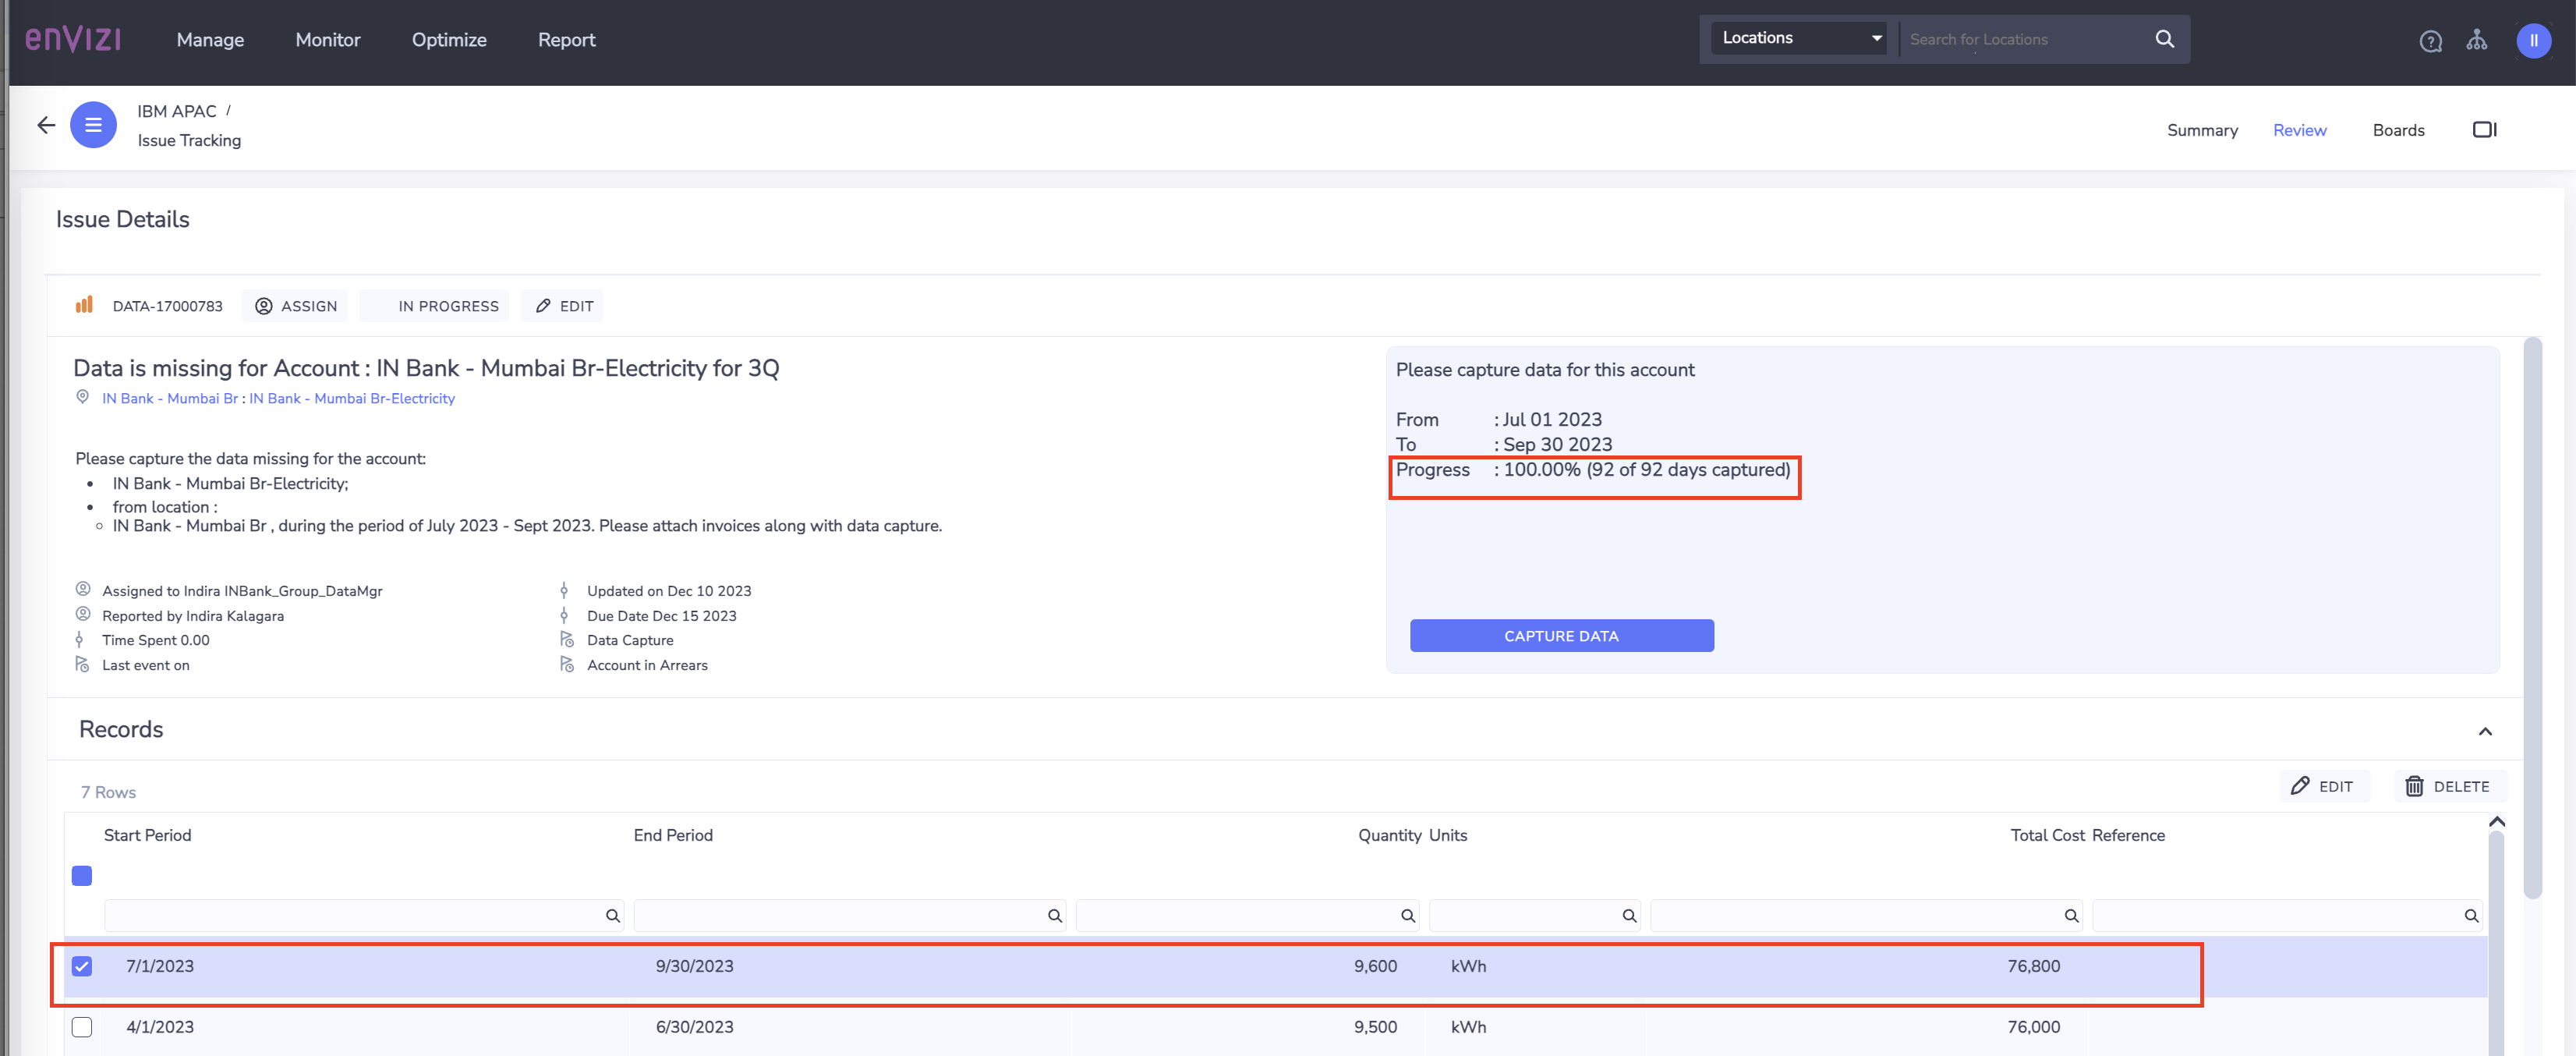 enVIZI Manage Monitor Optimize Report Locations Search for Locations II
IBM APAC /
Issue Tracking
Summary Review Boards
Issue Details
DATA-17000783 ASSIGN IN PROGRESS EDIT
Data is missing for Account : IN Bank - Mumbai Br-Electricity for 3Q
IN Bank - Mumbai Br : IN Bank - Mumbai Br-Electricity
Please capture the data missing for the account:
• IN Bank - Mumbai Br-Electricity;
• from location :
○ IN Bank - Mumbai Br , during the period of July 2023 - Sept 2023. Please attach invoices along with data capture.
Assigned to Indira INBank_Group_DataMgr
Reported by Indira Kalagara
Time Spent 0.00
Last event on
Updated on Dec 10 2023
Due Date Dec 15 2023
Data Capture
Account in Arrears
Please capture data for this account
From : Jul 01 2023
To : Sep 30 2023
Progress : 100.00% (92 of 92 days captured)
CAPTURE DATA
Records
7 Rows EDIT DELETE
Start Period End Period Quantity Units Total Cost Reference
7/1/2023 9/30/2023 9,600 kWh 76,800
4/1/2023 6/30/2023 9,500 kWh 76,000